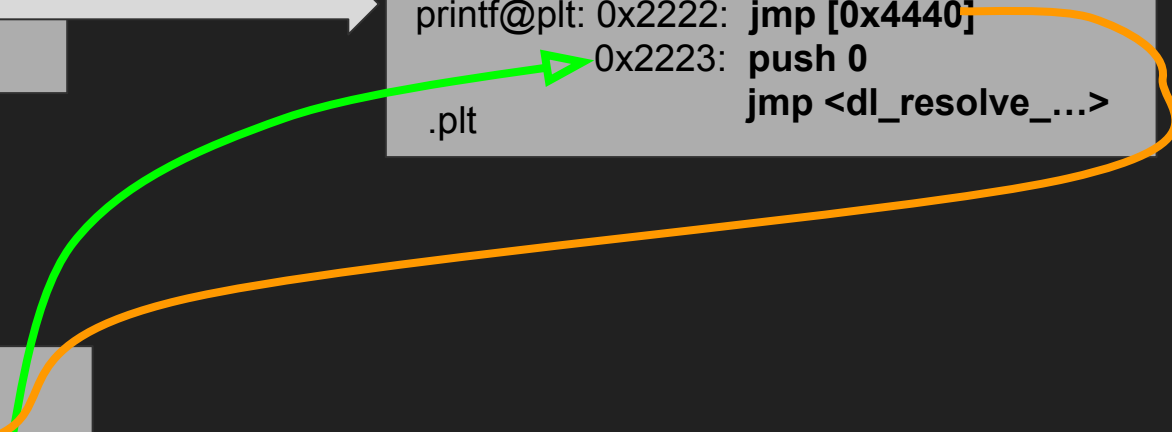 printf@plt: 0x2222: jmp [0x4440]
0x2223: push 0
jmp <dl_resolve_…>
.plt